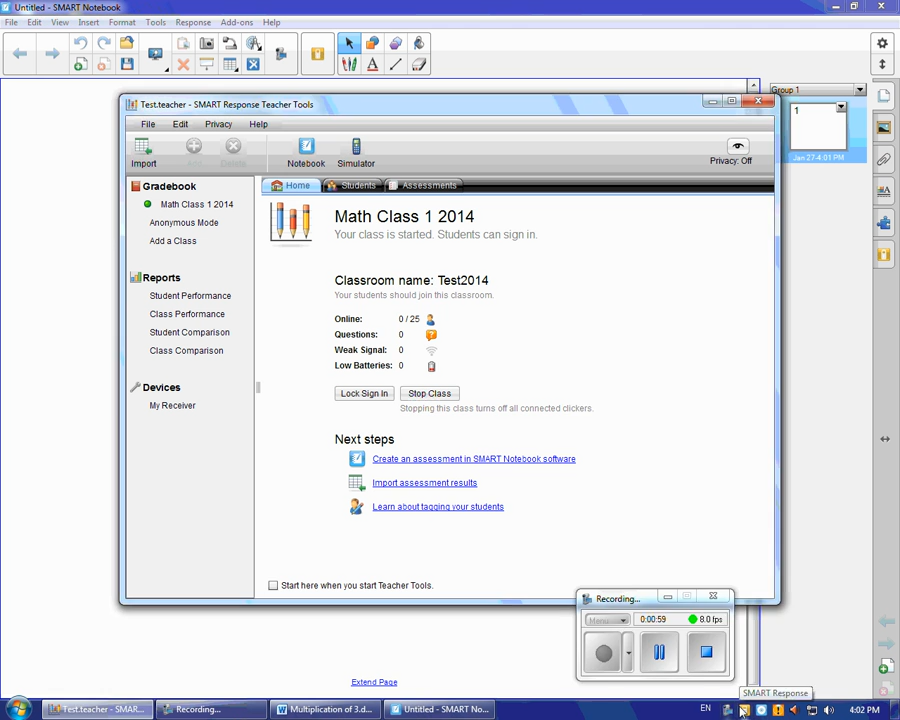 Untitled - SMART Notebook
File Edit View Insert Format Tools Response Add-ons Help
Group 1
1
Jan 27-4:01 PM
Test.teacher - SMART Response Teacher Tools
File Edit Privacy Help
Import Add Delete Notebook Simulator Privacy: Off
Home Students Assessments
Gradebook
Math Class 1 2014
Anonymous Mode
Add a Class
Reports
Student Performance
Class Performance
Student Comparison
Class Comparison
Devices
My Receiver
Math Class 1 2014
Your class is started. Students can sign in.
Classroom name: Test2014
Your students should join this classroom.
Online: 0 / 25
Questions: 0
Weak Signal: 0
Low Batteries: 0
Lock Sign In Stop Class
Stopping this class turns off all connected clickers.
Next steps
Create an assessment in SMART Notebook software
Import assessment results
Learn about tagging your students
Start here when you start Teacher Tools.
Recording...
Menu 0:00:59 8.0 fps
Extend Page
SMART Response
Test.teacher - SMAR... Recording... Multiplication of 3.d... Untitled - SMART No... EN 4:02 PM